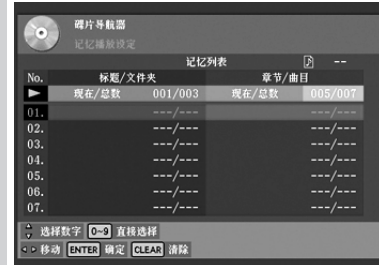 碟片导航器
记忆播放设定
记忆列表 --
No. 标题/文件夹 章节/曲目
现在/总数 001/003 现在/总数 005/007
01. ---/--- ---/---
02. ---/--- ---/---
03. ---/--- ---/---
04. ---/--- ---/---
05. ---/--- ---/---
06. ---/--- ---/---
07. ---/--- ---/---
选择数字 0~9 直接选择
移动 ENTER 确定 CLEAR 清除